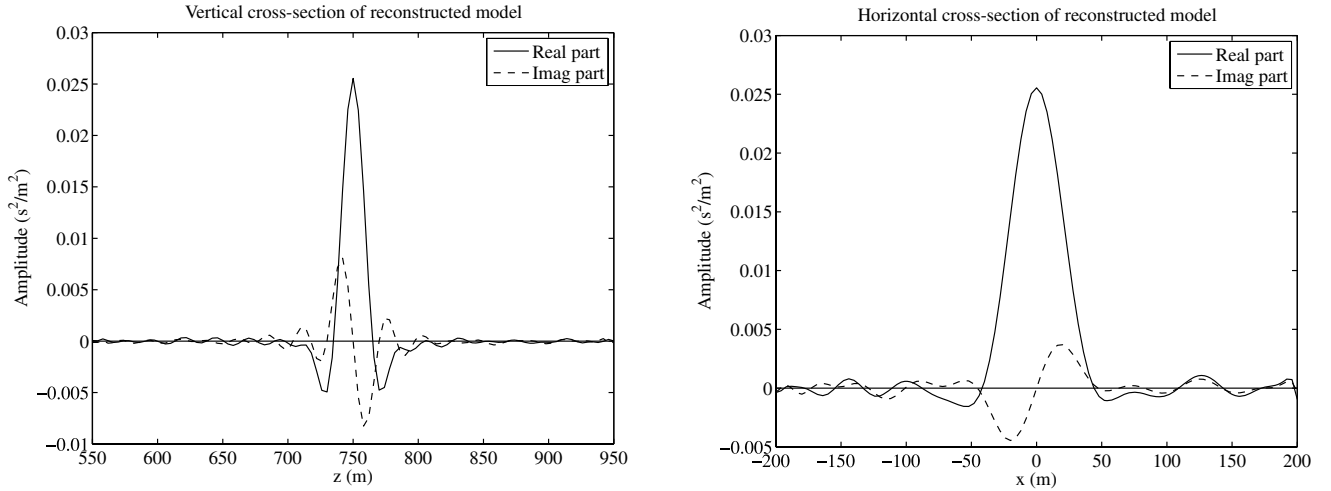 Vertical cross-section of reconstructed model
0.03
0.025
0.02
0.015
0.01
0.005
0
−0.005
−0.01
Amplitude (s²/m²)
Real part
Imag part
550 600 650 700 750 800 850 900 950
z (m)
Horizontal cross-section of reconstructed model
0.03
0.025
0.02
0.015
0.01
0.005
0
−0.005
Amplitude (s²/m²)
Real part
Imag part
−200 −150 −100 −50 0 50 100 150 200
x (m)